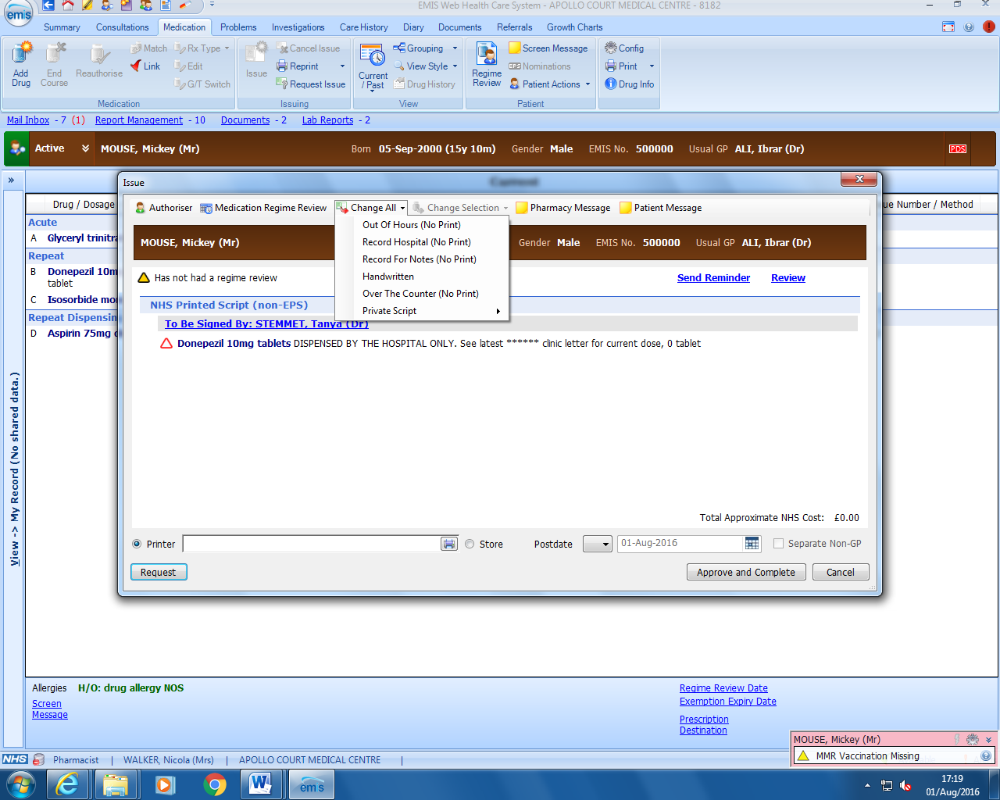 emis
EMIS Web Health Care System - APOLLO COURT MEDICAL CENTRE - 8182
Summary Consultations Medication Problems Investigations Care History Diary Documents Referrals Growth Charts
Add Drug
End Course
Reauthorise
Match
Link
Rx Type
Edit
G/T Switch
Medication
Issue
Cancel Issue
Reprint
Request Issue
Issuing
Current / Past
Grouping
View Style
Drug History
View
Regime Review
Screen Message
EPS Nominations
Patient Actions
Patient
Config
Print
Drug Info
Mail Inbox - 7 (1) Report Management - 10 Documents - 2 Lab Reports - 2
Active MOUSE, Mickey (Mr) Born 05-Sep-2000 (15y 10m) Gender Male EMIS No. 500000 Usual GP ALI, Ibrar (Dr) PDS
View -> My Record (No shared data.)
Current
Drug / Dosage
ue Number / Method
Acute
A Glyceryl trinitra
Repeat
B Donepezil 10m
tablet
C Isosorbide mo
Repeat Dispensin
D Aspirin 75mg
Issue
Authoriser Medication Regime Review Change All Change Selection Pharmacy Message Patient Message
Out Of Hours (No Print)
Record Hospital (No Print)
Record For Notes (No Print)
Handwritten
Over The Counter (No Print)
Private Script
MOUSE, Mickey (Mr) Gender Male EMIS No. 500000 Usual GP ALI, Ibrar (Dr)
Has not had a regime review Send Reminder Review
NHS Printed Script (non-EPS)
To Be Signed By: STEMMET, Tanya (Dr)
Donepezil 10mg tablets DISPENSED BY THE HOSPITAL ONLY. See latest ****** clinic letter for current dose, 0 tablet
Total Approximate NHS Cost: £0.00
Printer Store Postdate 01-Aug-2016 Separate Non-GP
Request Approve and Complete Cancel
Allergies H/O: drug allergy NOS
Screen Message
Regime Review Date
Exemption Expiry Date
Prescription Destination
MOUSE, Mickey (Mr)
MMR Vaccination Missing
NHS Pharmacist | WALKER, Nicola (Mrs) | APOLLO COURT MEDICAL CENTRE |
emis
17:19
01/Aug/2016